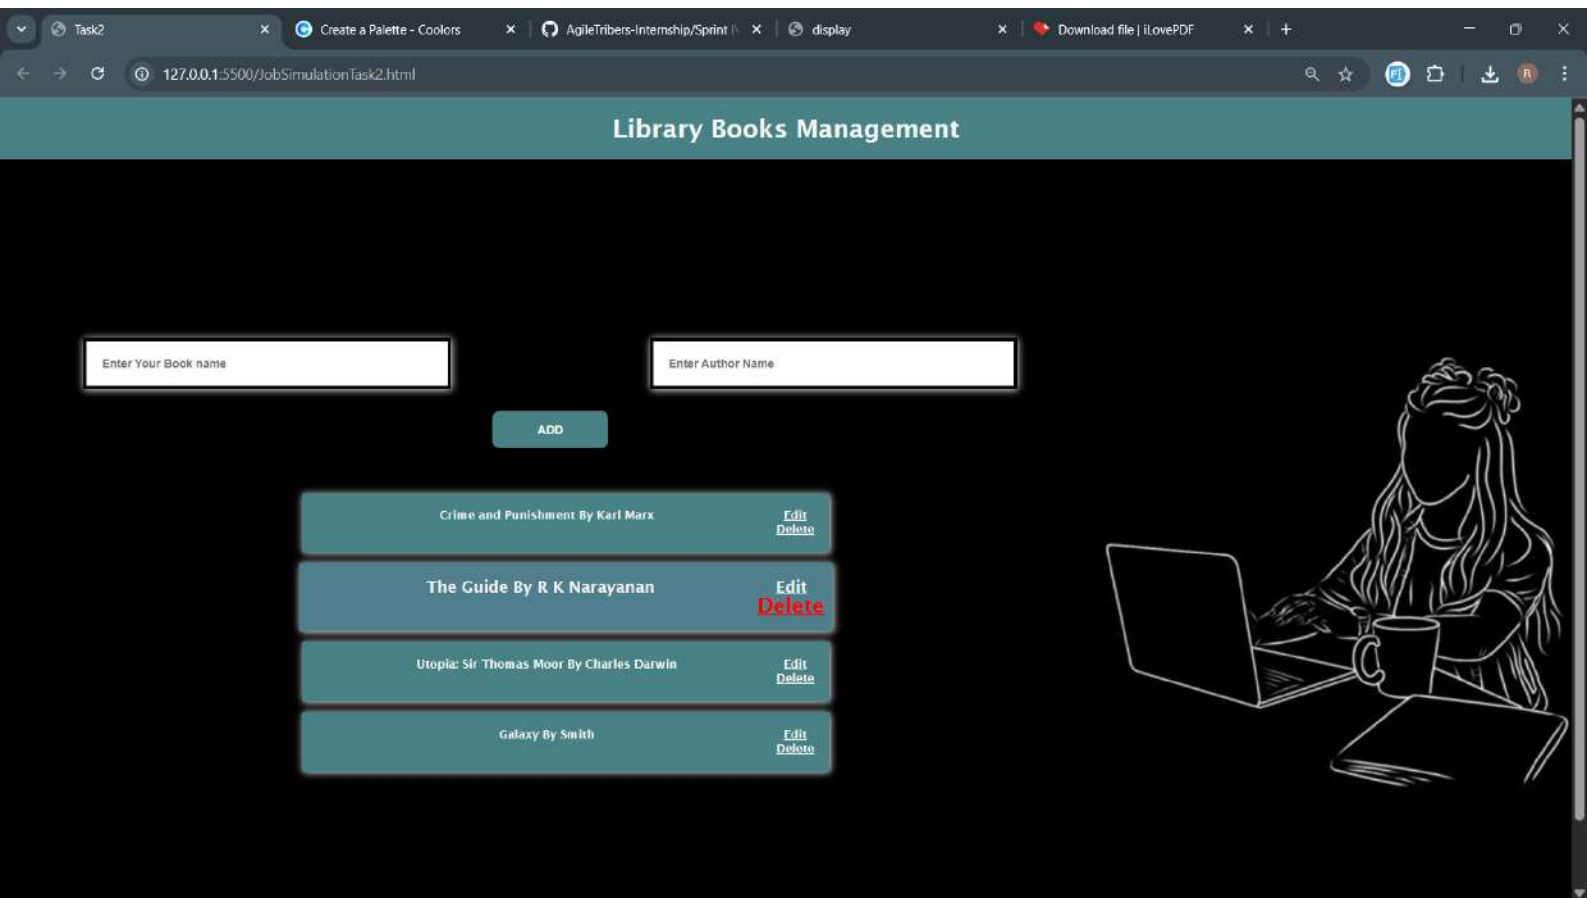 Task2
Create a Palette - Coolors
AgileTribers-Internship/Sprint
display
Download file | iLovePDF
127.0.0.1:5500/JobSimulationTask2.html
R
Library Books Management
Enter Your Book name
Enter Author Name
ADD
Crime and Punishment By Karl Marx
Edit
Delete
The Guide By R K Narayanan
Edit
Delete
Utopia: Sir Thomas Moor By Charles Darwin
Edit
Delete
Galaxy By Smith
Edit
Delete